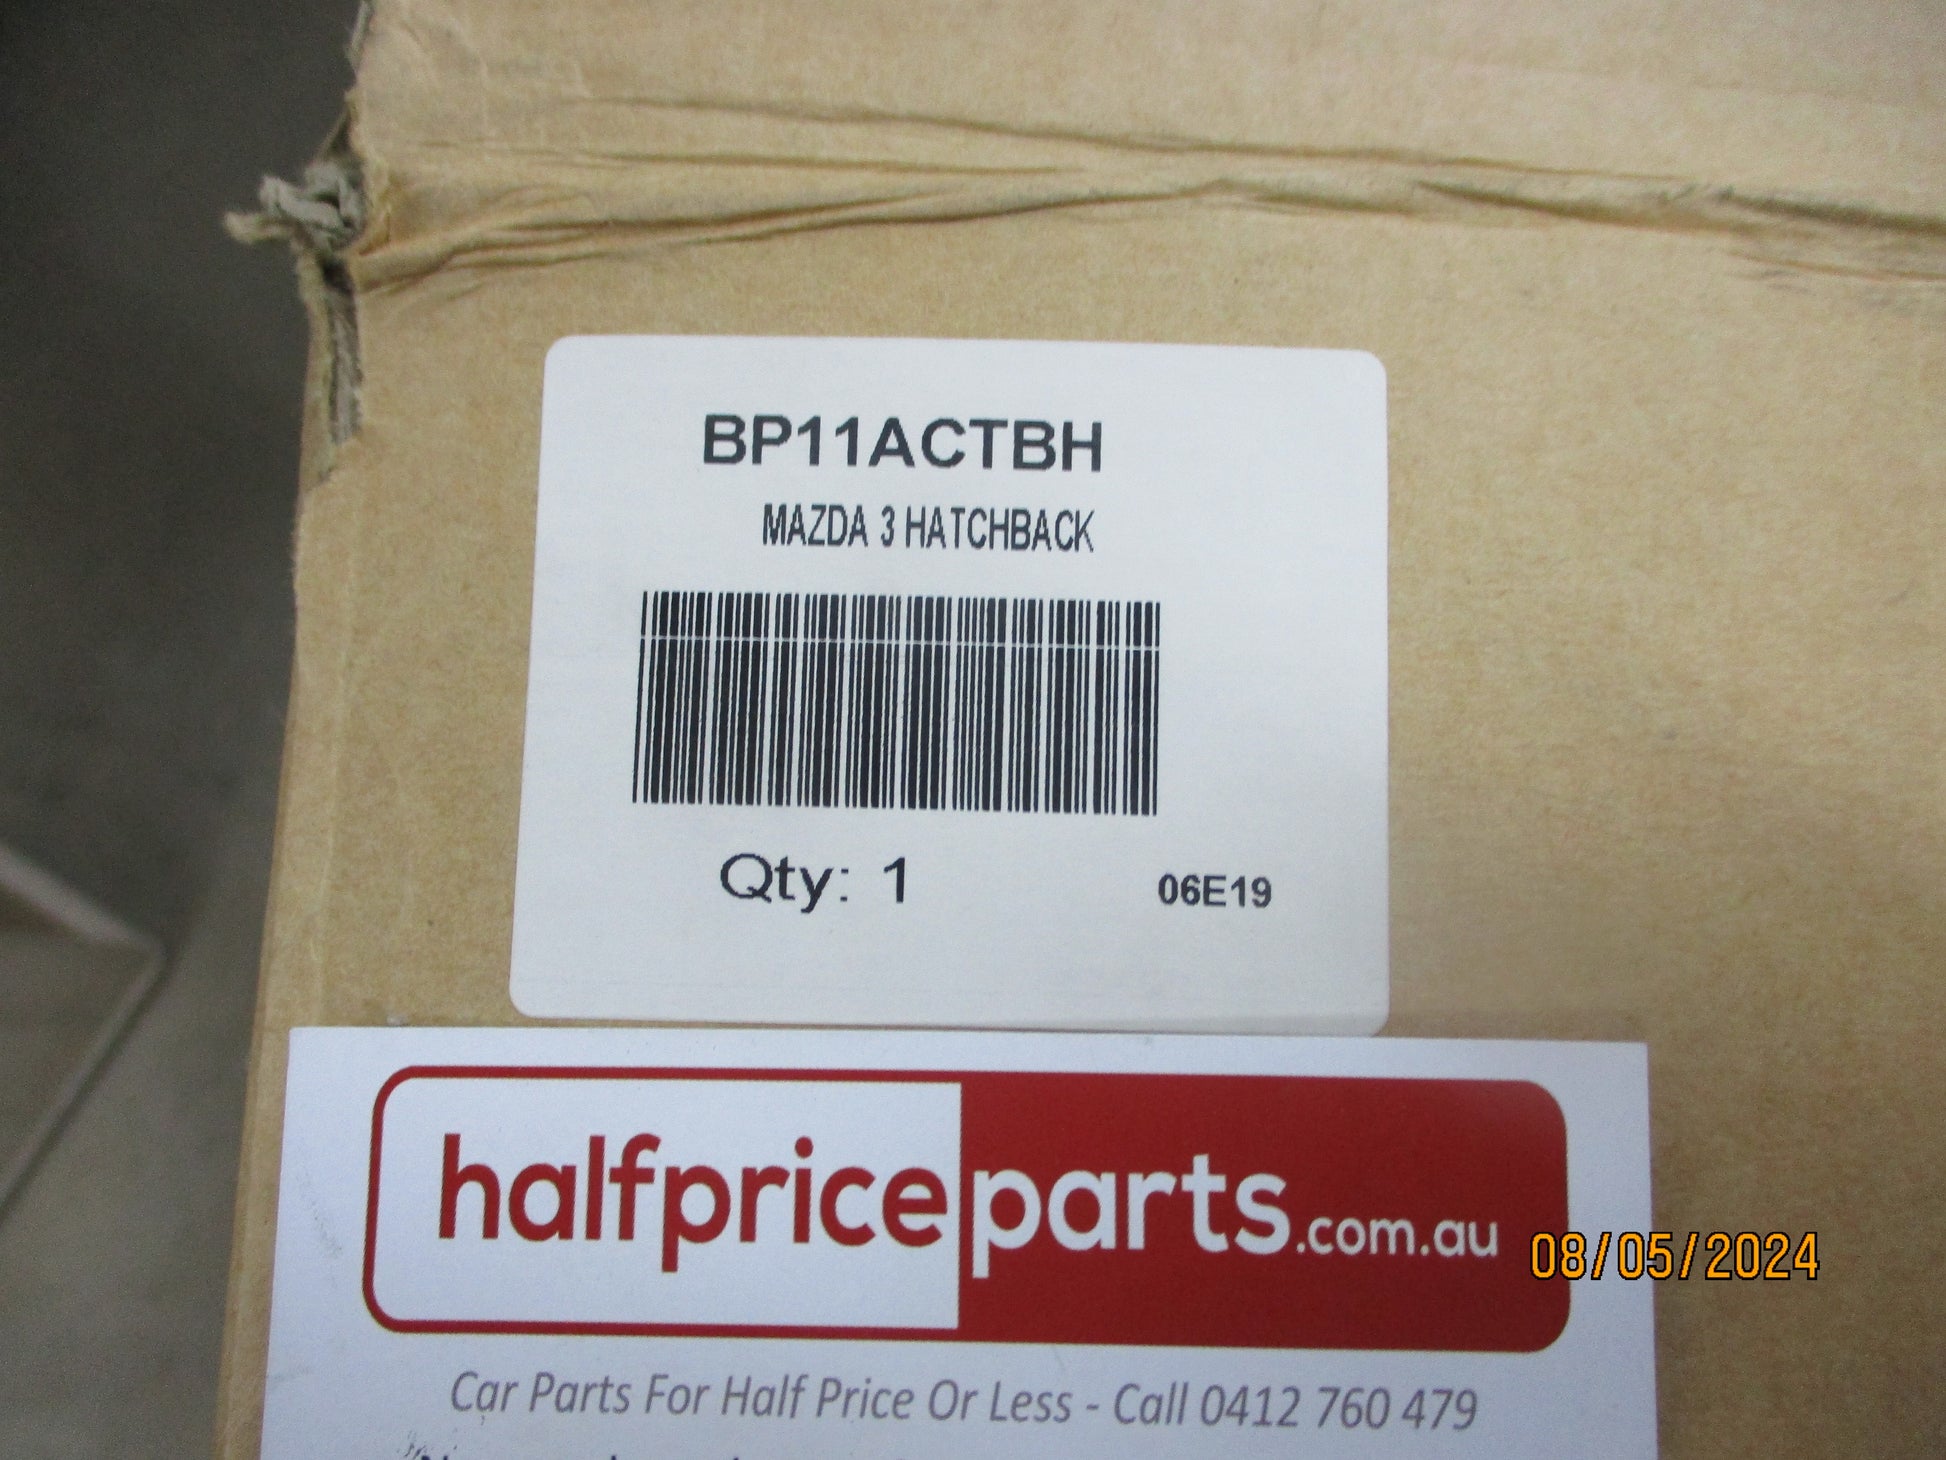 BP11ACTBH
MAZDA 3 HATCHBACK
Qty: 1 06E19
halfpriceparts.com.au
08/05/2024
Car Parts For Half Price Or Less - Call 0412 760 479